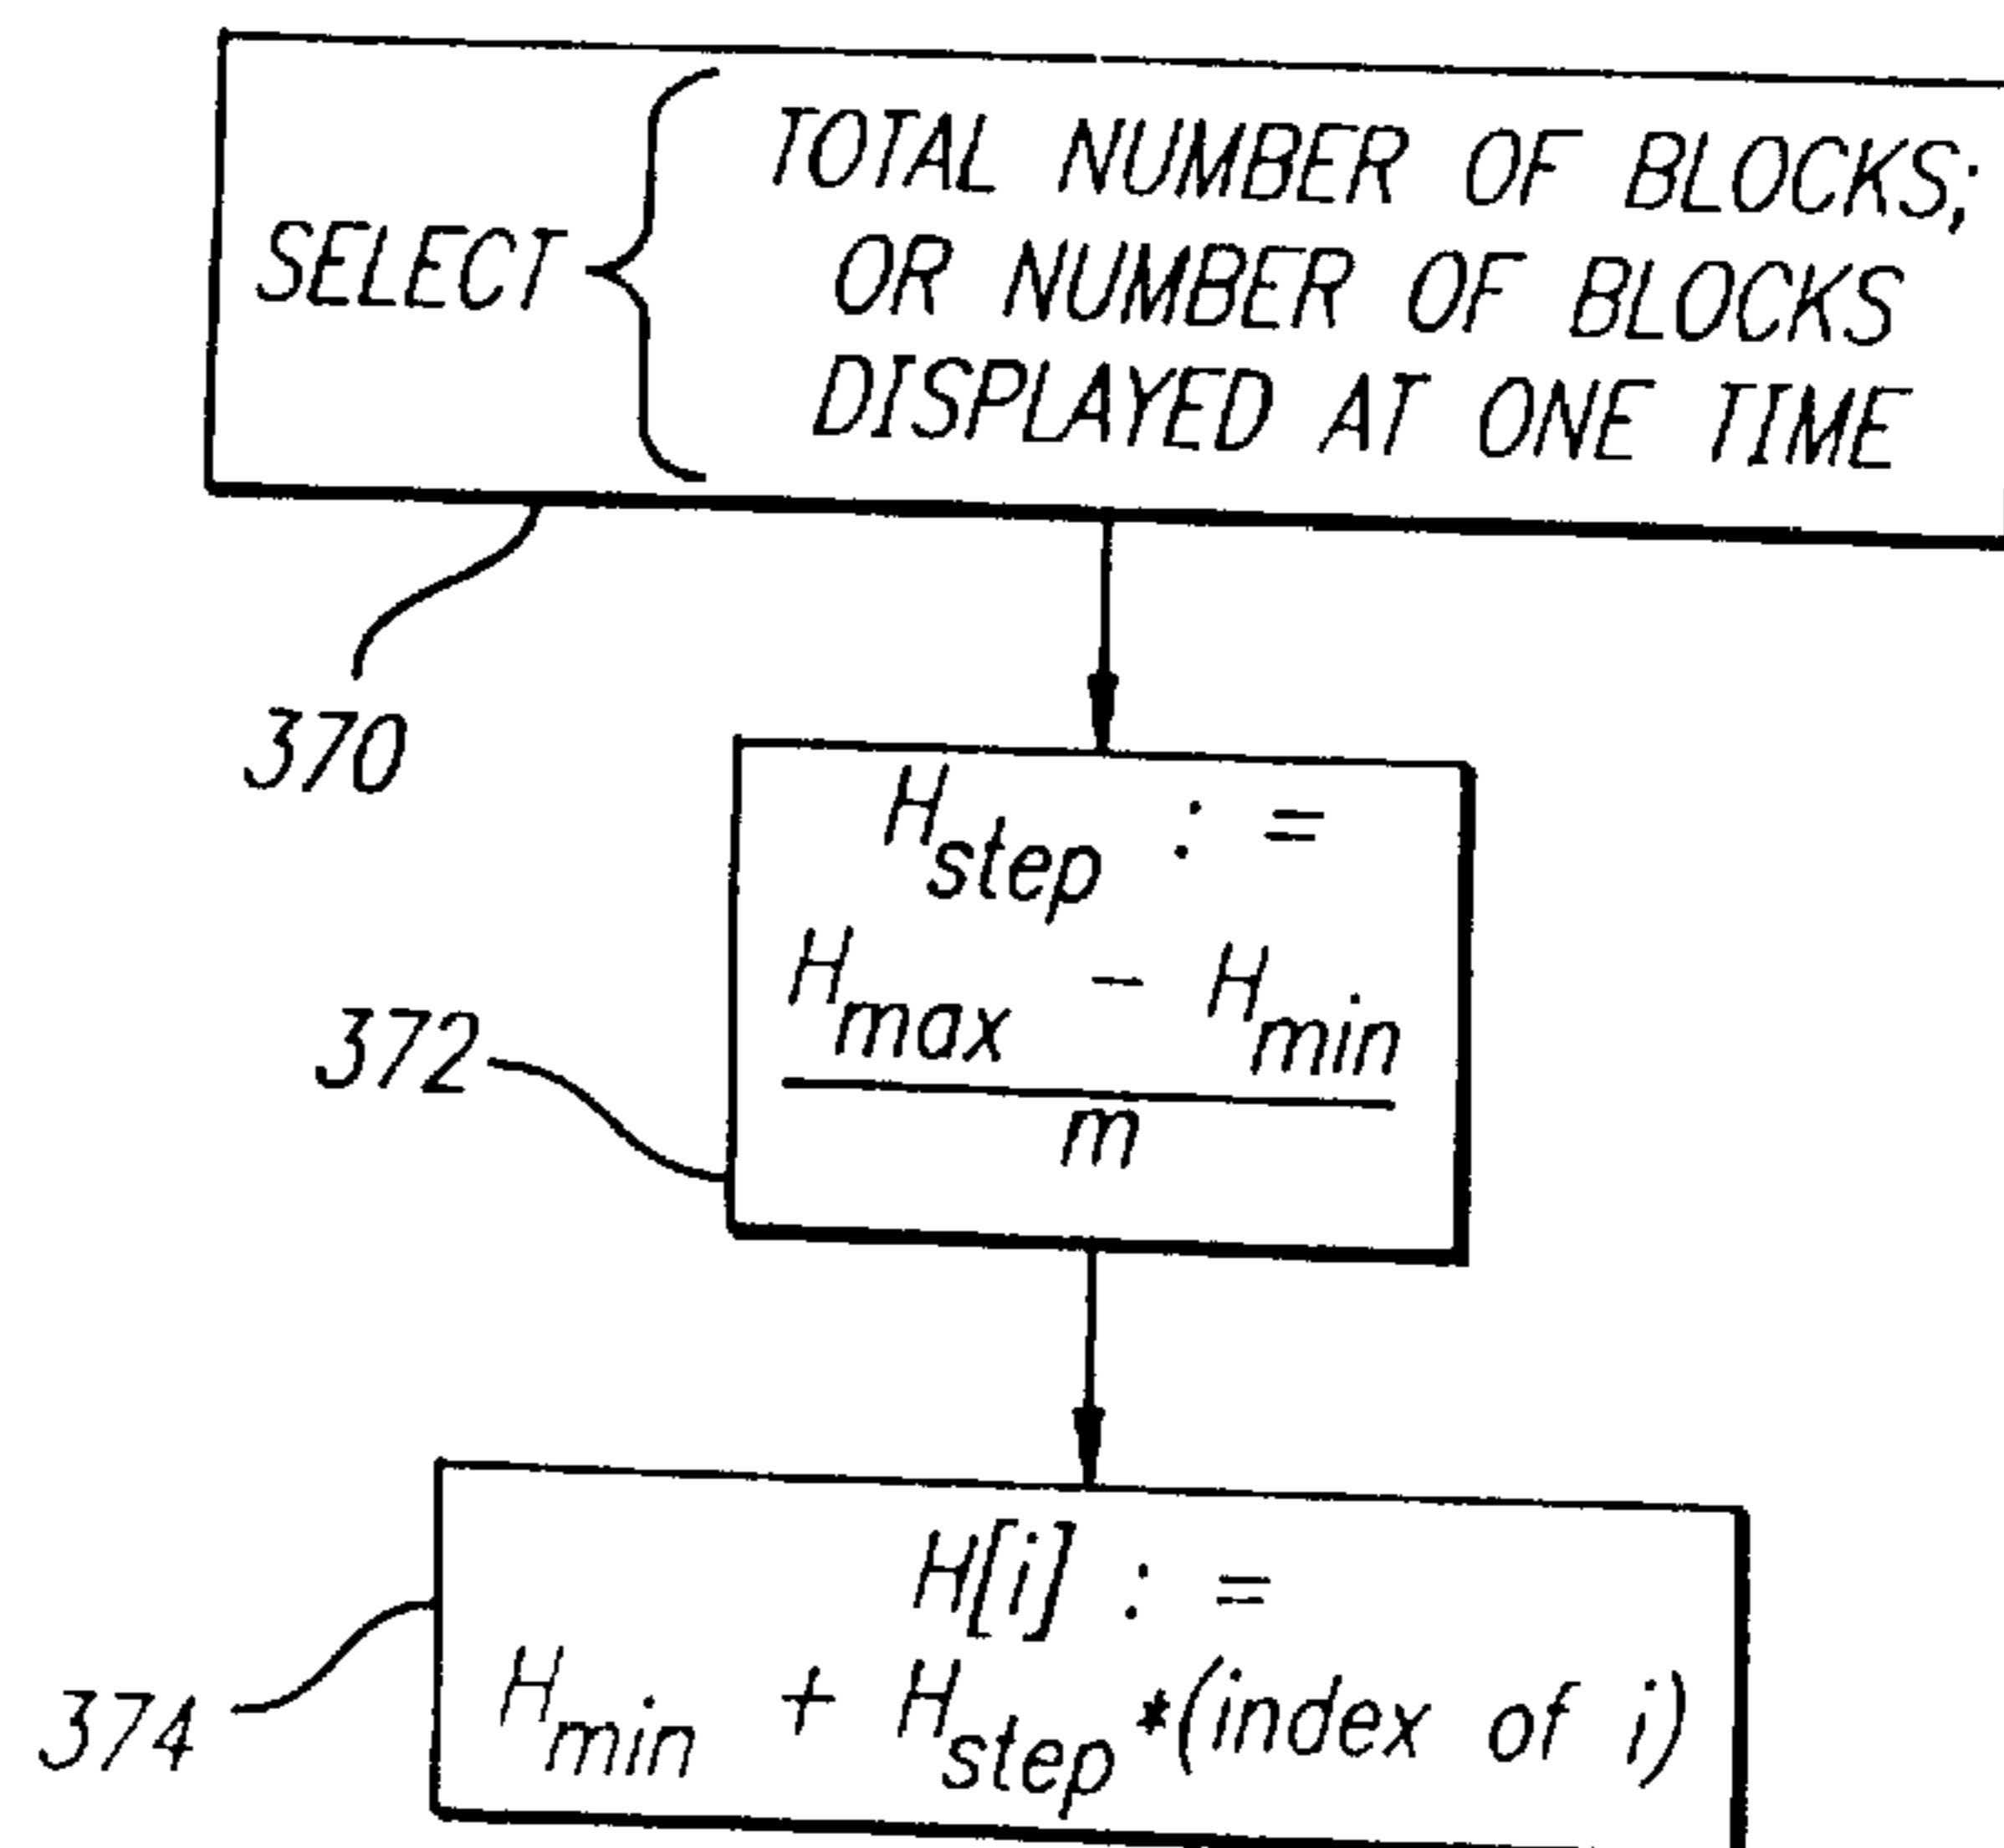 TOTAL NUMBER OF BLOCKS;
SELECT
OR NUMBER OF BLOCKS
DISPLAYED AT ONE TIME
370
H_step : =
H_max - H_min
m
372
H[i] : =
H_min + H_step *(index of i)
374